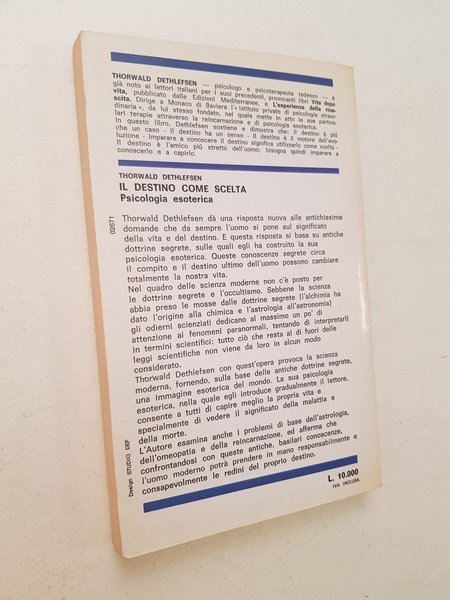 THORWALD DETHLEFSEN — psicologo e psicoterapeuta tedesco — è
già noto ai lettori italiani per i suoi precedenti, provocanti libri Vita dopo
vita, pubblicato dalle Edizioni Mediterranee, e L'esperienza della rina-
scita. Dirige a Monaco di Baviera l'« Istituto privato di psicologia straor-
dinaria », da lui stesso fondato, nel quale mette in atto le sue partico-
lari terapie attraverso la reincarnazione e di psicologia esoterica.
In questo libro, Dethlefsen sostiene e dimostra che: Il destino è più
che un caso - Il destino ha un senso - Il destino è il motore dell'evo-
luzione - Imparare a conoscere il destino significa utilizzarlo come scelta -
Il destino è l'amico più stretto dell'uomo; bisogna quindi imparare a
conoscerlo e a capirlo.
THORWALD DETHLEFSEN
IL DESTINO COME SCELTA
Psicologia esoterica
Thorwald Dethlefsen dà una risposta nuova alle antichissime
domande che da sempre l'uomo si pone sul significato
della vita e del destino. E questa risposta si basa su antiche
dottrine segrete, sulle quali egli ha costruito la sua
psicologia esoterica. Queste conoscenze segrete circa
il compito e il destino ultimo dell'uomo possono cambiare
totalmente la nostra vita.
Nel quadro delle scienza moderne non c'è posto per
le dottrine segrete e l'occultismo. Sebbene la scienza
abbia preso le mosse dalle dottrine segrete (l'alchimia ha
dato l'origine alla chimica e l'astrologia all'astronomia)
gli odierni scienziati dedicano al massimo un po' di
attenzione ai fenomeni paranormali, tentando di interpretarli
in termini scientifici: tutto ciò che resta al di fuori delle
leggi scientifiche non viene da loro in alcun modo
considerato.
Thorwald Dethlefsen con quest'opera provoca la scienza
moderna, fornendo, sulla base delle antiche dottrine segrete,
una immagine esoterica del mondo. La sua psicologia
esoterica, nella quale egli introduce gradualmente il lettore,
consente a tutti di capire meglio la propria vita e
specialmente di vedere il significato della malattia e
della morte.
L'Autore esamina anche i problemi di base dell'astrologia,
dell'omeopatia e della reincarnazione, ed afferma che
confrontandosi con queste antiche, basilari conoscenze,
l'uomo moderno potrà prendere in mano responsabilmente e
consapevolmente le redini del proprio destino.
L. 10.000
IVA INCLUSA
02671
Design STUDIO DEF